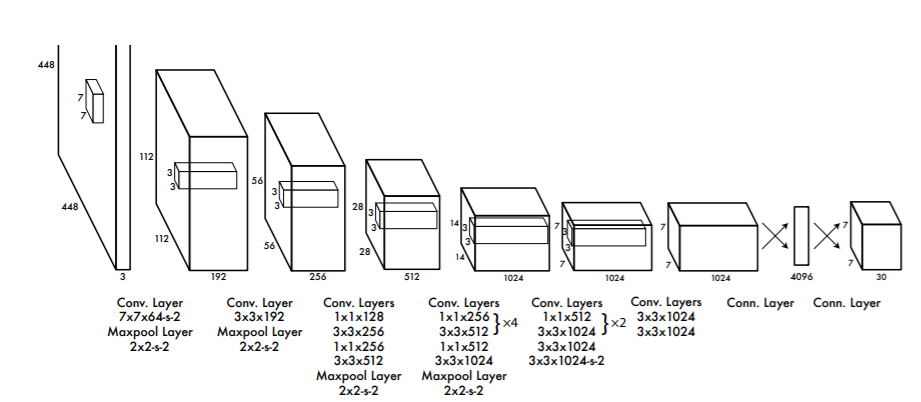 448
7
7
448
3
112
3
3
112
192
56
3
3
56
256
28
3
3
28
512
14
3
3
14
1024
7
3
3
7
1024
7
7
1024
4096
7
7
30
Conv. Layer
7x7x64-s-2
Maxpool Layer
2x2-s-2
Conv. Layer
3x3x192
Maxpool Layer
2x2-s-2
Conv. Layers
1x1x128
3x3x256
1x1x256
3x3x512
Maxpool Layer
2x2-s-2
Conv. Layers
1x1x256
3x3x512
}×4
1x1x512
3x3x1024
Maxpool Layer
2x2-s-2
Conv. Layers
1x1x512
3x3x1024
}×2
3x3x1024
3x3x1024-s-2
Conv. Layers
3x3x1024
3x3x1024
Conn. Layer
Conn. Layer